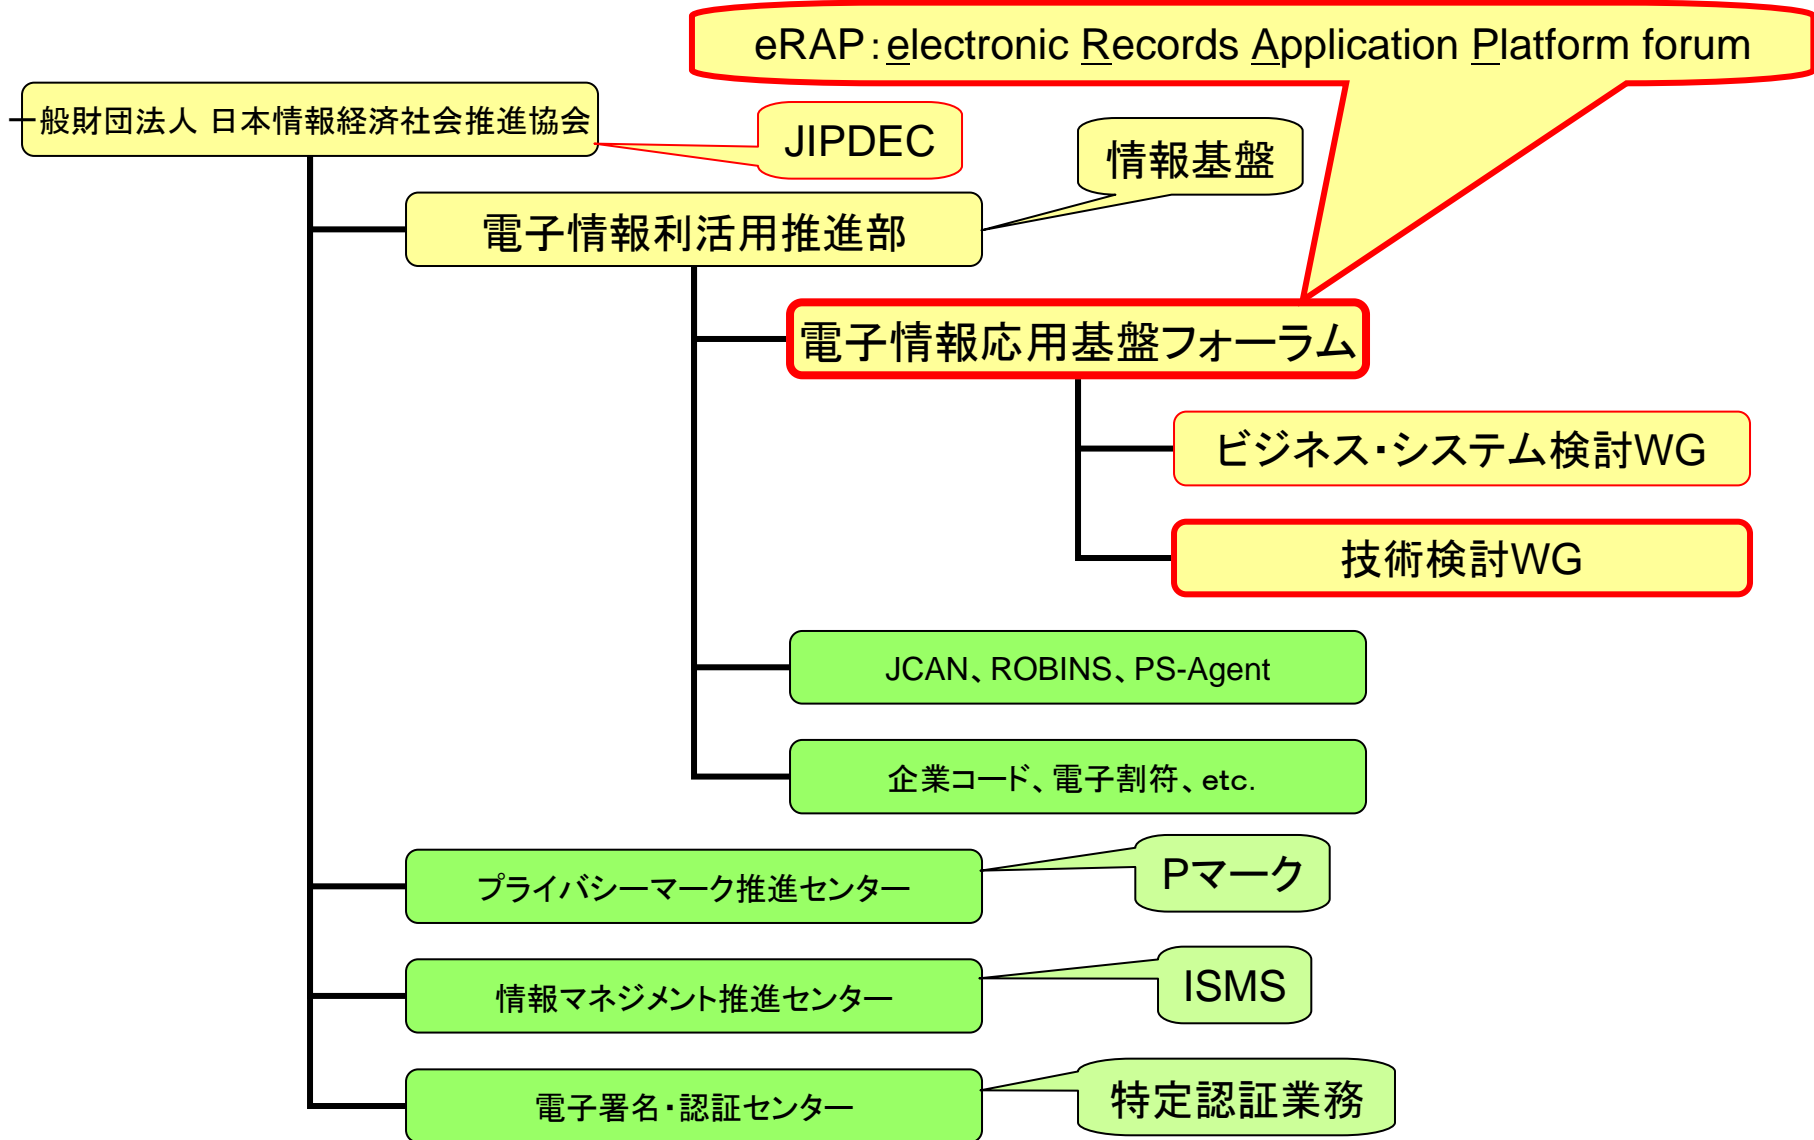 eRAP：electronic Records Application Platform forum
一般財団法人 日本情報経済社会推進協会
JIPDEC
情報基盤
電子情報利活用推進部
電子情報応用基盤フォーラム
ビジネス・システム検討WG
技術検討WG
JCAN、ROBINS、PS-Agent
企業コード、電子割符、etc.
プライバシーマーク推進センター
Pマーク
情報マネジメント推進センター
ISMS
電子署名・認証センター
特定認証業務